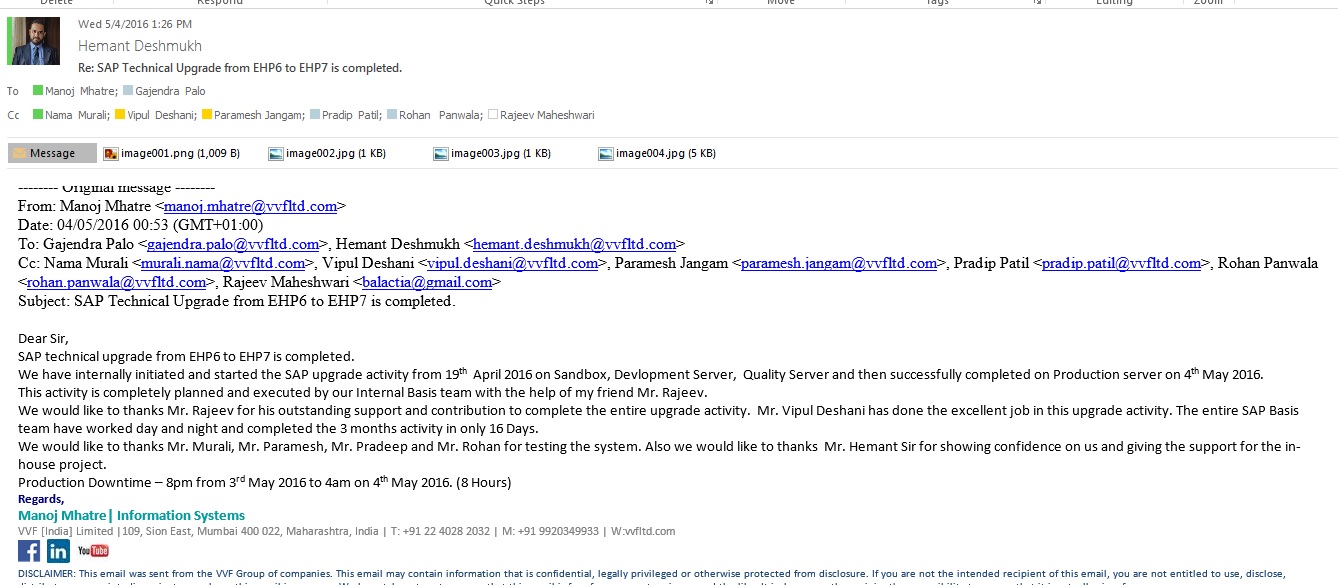 Delete Respond Quick Steps Move Tags Editing Zoom
Wed 5/4/2016 1:26 PM
Hemant Deshmukh
Re: SAP Technical Upgrade from EHP6 to EHP7 is completed.
To Manoj Mhatre; Gajendra Palo
Cc Nama Murali; Vipul Deshani; Paramesh Jangam; Pradip Patil; Rohan Panwala; Rajeev Maheshwari
Message image001.png (1,009 B) image002.jpg (1 KB) image003.jpg (1 KB) image004.jpg (5 KB)
-------- Original message --------
From: Manoj Mhatre <manoj.mhatre@vvfltd.com>
Date: 04/05/2016 00:53 (GMT+01:00)
To: Gajendra Palo <gajendra.palo@vvfltd.com>, Hemant Deshmukh <hemant.deshmukh@vvfltd.com>
Cc: Nama Murali <murali.nama@vvfltd.com>, Vipul Deshani <vipul.deshani@vvfltd.com>, Paramesh Jangam <paramesh.jangam@vvfltd.com>, Pradip Patil <pradip.patil@vvfltd.com>, Rohan Panwala
<rohan.panwala@vvfltd.com>, Rajeev Maheshwari <balactia@gmail.com>
Subject: SAP Technical Upgrade from EHP6 to EHP7 is completed.
Dear Sir,
SAP technical upgrade from EHP6 to EHP7 is completed.
We have internally initiated and started the SAP upgrade activity from 19th April 2016 on Sandbox, Devlopment Server, Quality Server and then successfully completed on Production server on 4th May 2016.
This activity is completely planned and executed by our Internal Basis team with the help of my friend Mr. Rajeev.
We would like to thanks Mr. Rajeev for his outstanding support and contribution to complete the entire upgrade activity. Mr. Vipul Deshani has done the excellent job in this upgrade activity. The entire SAP Basis
team have worked day and night and completed the 3 months activity in only 16 Days.
We would like to thanks Mr. Murali, Mr. Paramesh, Mr. Pradeep and Mr. Rohan for testing the system. Also we would like to thanks Mr. Hemant Sir for showing confidence on us and giving the support for the in-
house project.
Production Downtime – 8pm from 3rd May 2016 to 4am on 4th May 2016. (8 Hours)
Regards,
Manoj Mhatre| Information Systems
VVF [India] Limited |109, Sion East, Mumbai 400 022, Maharashtra, India | T: +91 22 4028 2032 | M: +91 9920349933 | W:vvfltd.com
f in YouTube
DISCLAIMER: This email was sent from the VVF Group of companies. This email may contain information that is confidential, legally privileged or otherwise protected from disclosure. If you are not the intended recipient of this email, you are not entitled to use, disclose,